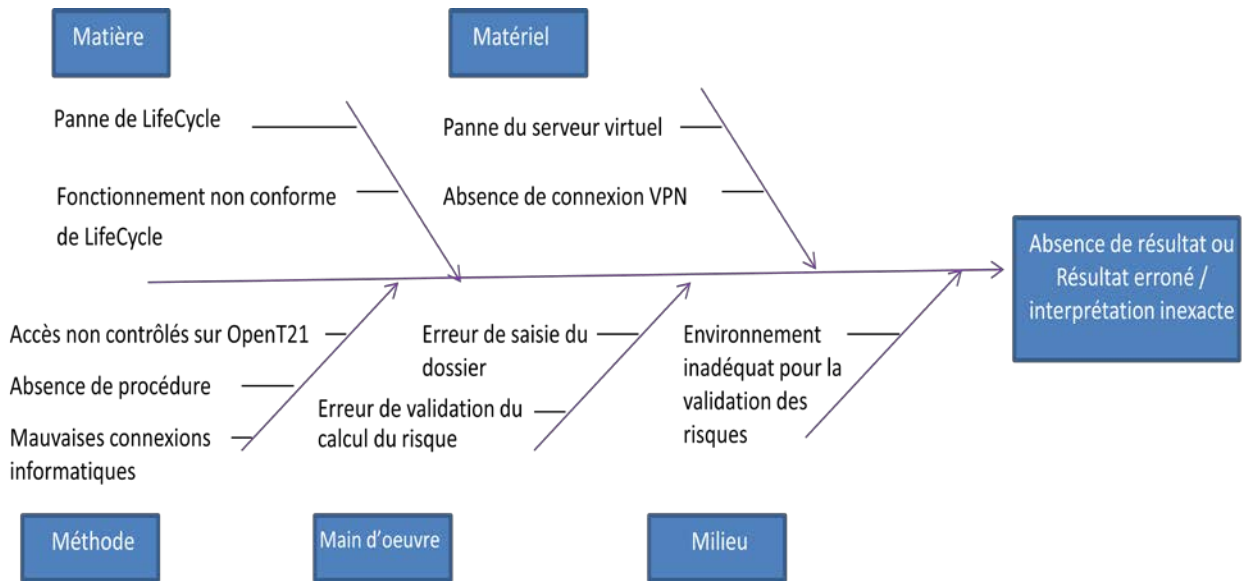 Matière
Matériel
Panne de LifeCycle
Fonctionnement non conforme
de LifeCycle
Panne du serveur virtuel
Absence de connexion VPN
Absence de résultat ou
Résultat erroné /
interprétation inexacte
Accès non contrôlés sur OpenT21
Absence de procédure
Mauvaises connexions
informatiques
Erreur de saisie du
dossier
Erreur de validation du
calcul du risque
Environnement
inadéquat pour la
validation des
risques
Méthode
Main d'oeuvre
Milieu